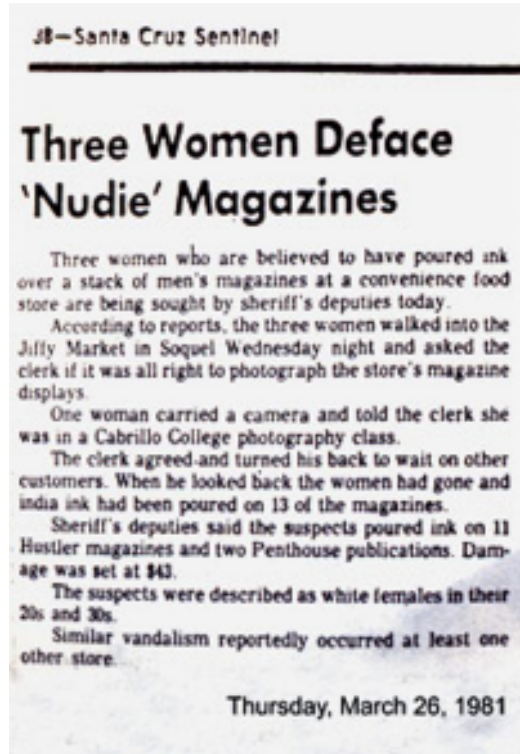 JB—Santa Cruz Sentinel
Three Women Deface
'Nudie' Magazines
Three women who are believed to have poured ink
over a stack of men's magazines at a convenience food
store are being sought by sheriff's deputies today.
According to reports, the three women walked into the
Jiffy Market in Soquel Wednesday night and asked the
clerk if it was all right to photograph the store's magazine
displays.
One woman carried a camera and told the clerk she
was in a Cabrillo College photography class.
The clerk agreed and turned his back to wait on other
customers. When he looked back the women had gone and
india ink had been poured on 13 of the magazines.
Sheriff's deputies said the suspects poured ink on 11
Hustler magazines and two Penthouse publications. Dam-
age was set at $43.
The suspects were described as white females in their
20s and 30s.
Similar vandalism reportedly occurred at least one
other store.
Thursday, March 26, 1981